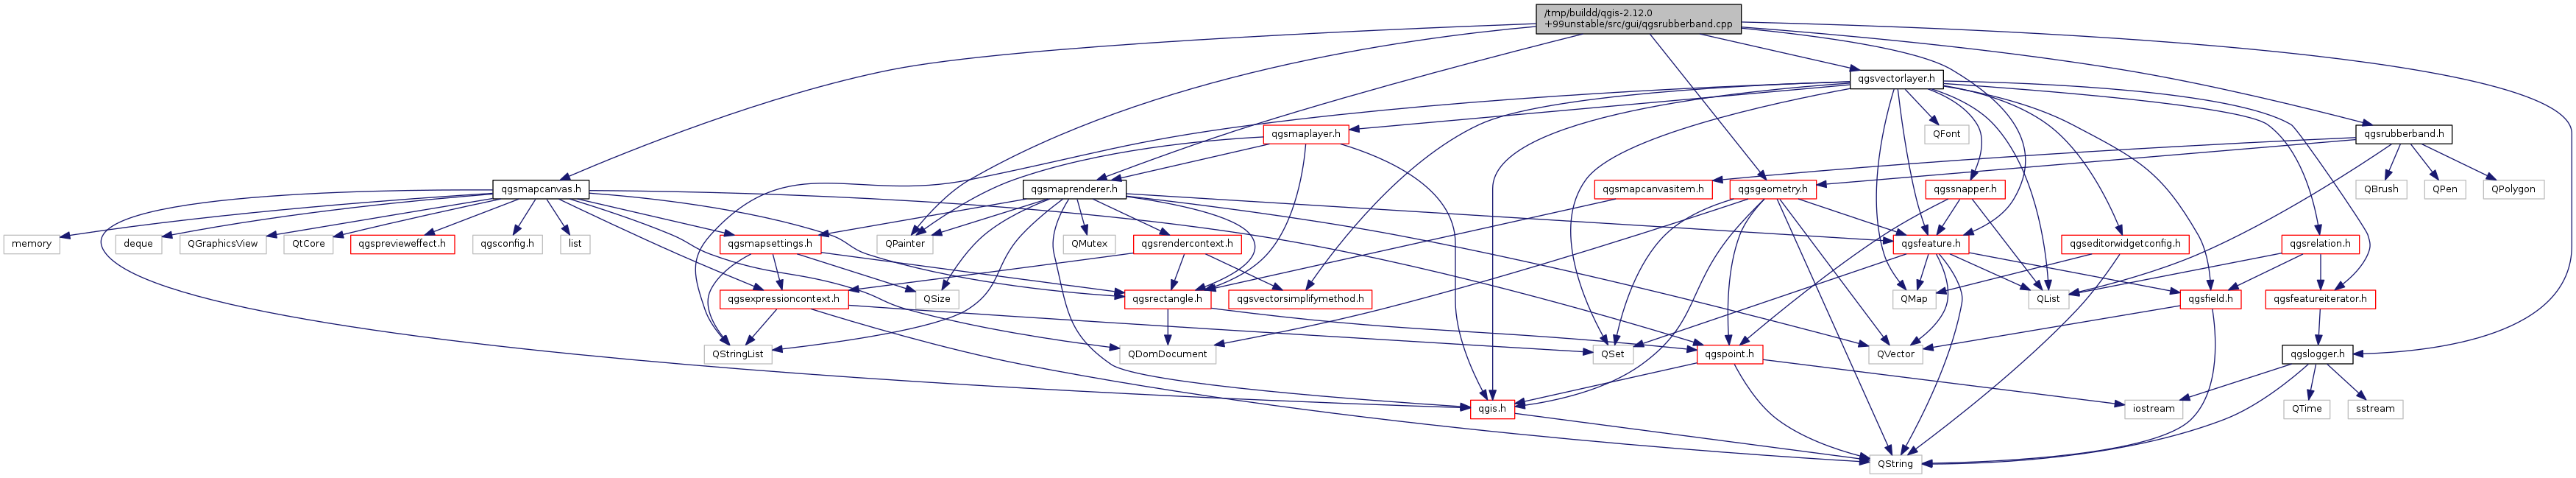 /tmp/buildd/qgis-2.12.0
+99unstable/src/gui/qgsrubberband.cpp
qgsvectorlayer.h
qgsmaplayer.h
QFont
qgsrubberband.h
qgsmapcanvas.h
qgsmaprenderer.h
qgsmapcanvasitem.h
qgsgeometry.h
qgssnapper.h
QBrush
QPen
QPolygon
memory
deque
QGraphicsView
QtCore
qgsprevieweffect.h
qgsconfig.h
list
qgsmapsettings.h
QPainter
QMutex
qgsrendercontext.h
qgsfeature.h
qgseditorwidgetconfig.h
qgsrelation.h
qgsexpressioncontext.h
QSize
qgsrectangle.h
qgsvectorsimplifymethod.h
QMap
QList
qgsfield.h
qgsfeatureiterator.h
QStringList
QDomDocument
QSet
qgspoint.h
QVector
qgslogger.h
qgis.h
iostream
QTime
sstream
QString